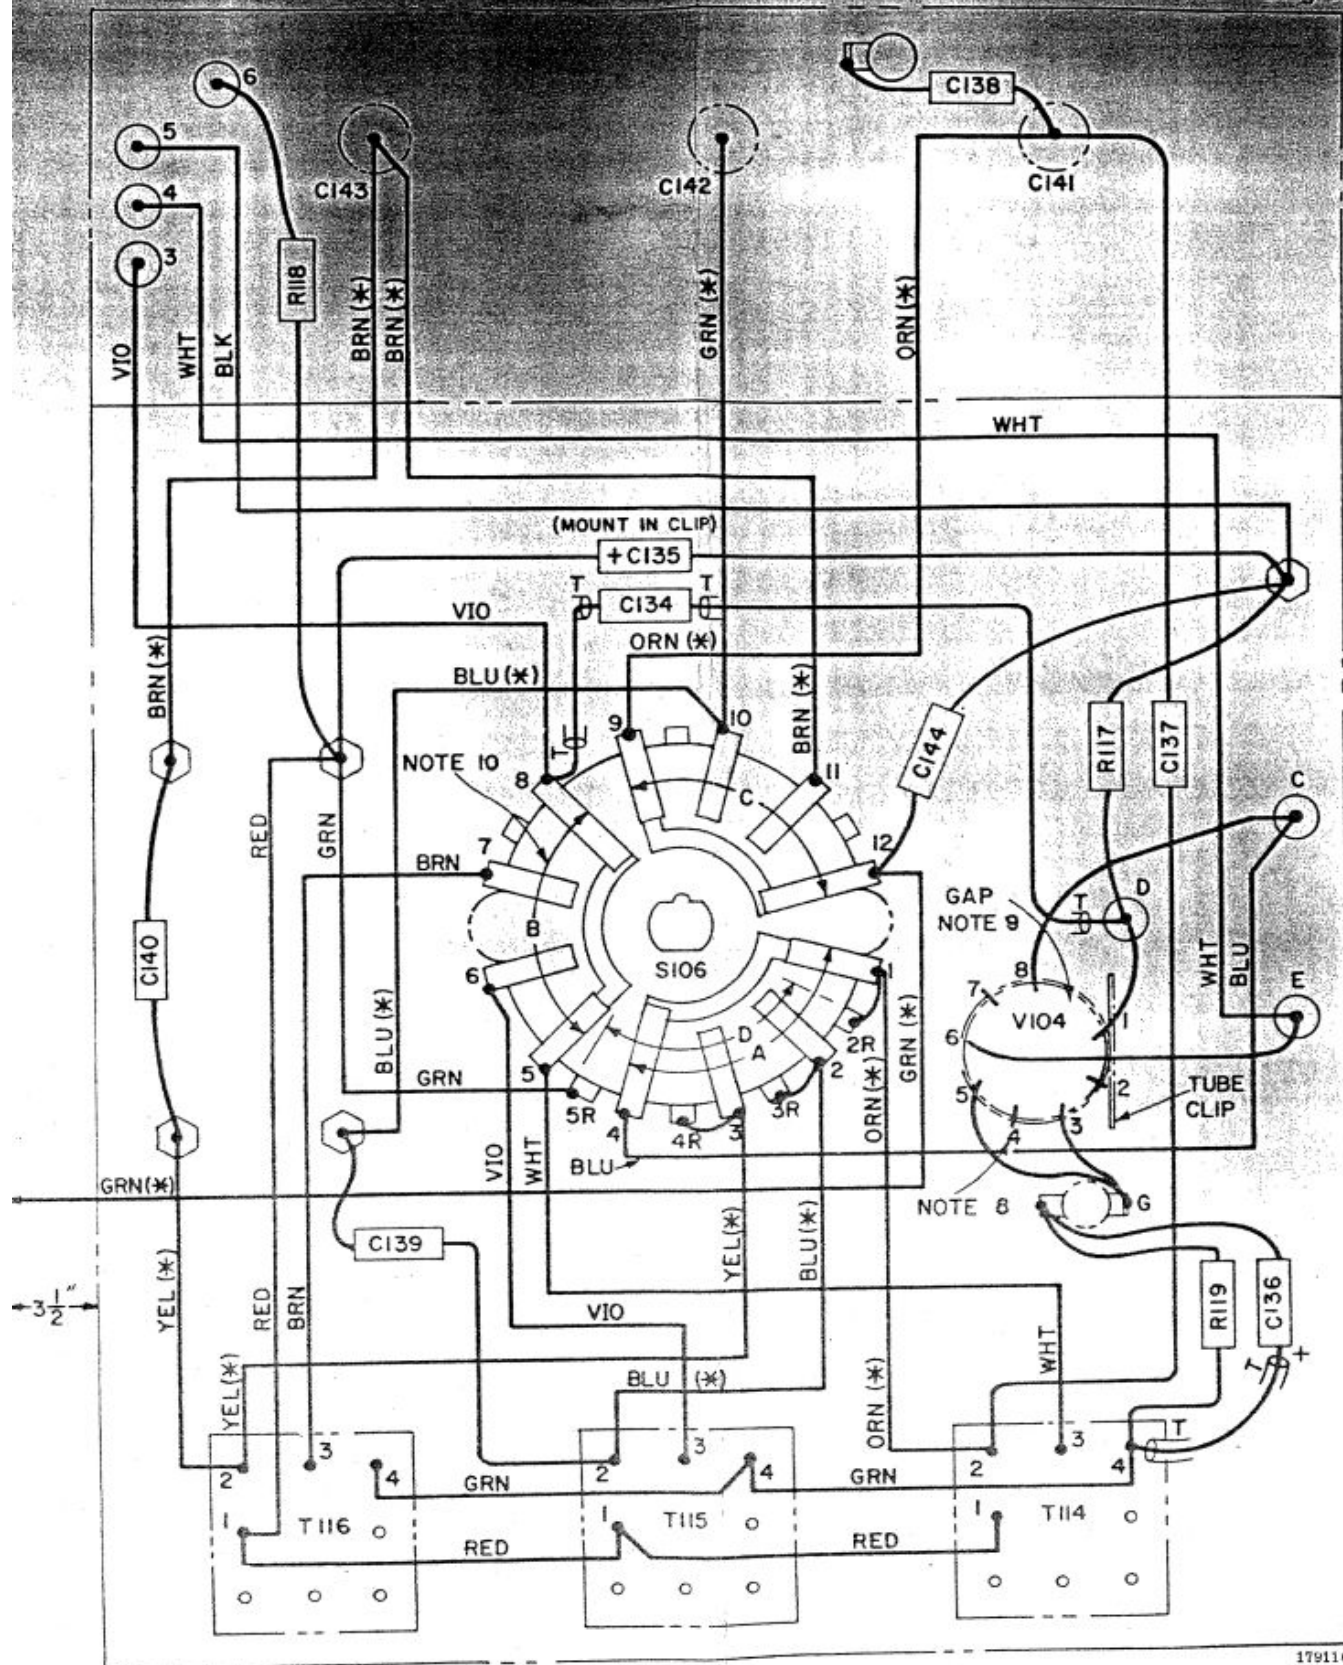 6
C138
5
4
3
C143
C142
C141
R118
VIO
WHT
BLK
BRN (*)
BRN (*)
GRN (*)
ORN (*)
WHT
(MOUNT IN CLIP)
+C135
T
T
C134
VIO
ORN (*)
BRN (*)
BLU (*)
9
10
BRN (*)
C144
R117
C137
T
NOTE 10
8
11
C
C
RED
GRN
7
12
BRN
GAP
NOTE 9
T
D
B
C140
S106
6
1
8
7
V104
1
WHT
BLU
E
BLU (*)
D
A
2R
6
GRN (*)
GRN
5
5R
4
4R
3
3R
2
ORN (*)
5
4
3
2
TUBE
CLIP
VIO
WHT
BLU
GRN (*)
NOTE 8
G
C139
YEL (*)
BLU (*)
YEL (*)
RED
BRN
3 1/2"
VIO
R119
C136
T
+
YEL (*)
BLU (*)
ORN (*)
WHT
T
2
3
4
2
3
4
2
3
4
GRN
GRN
1
T116
1
T115
1
T114
RED
RED
17911